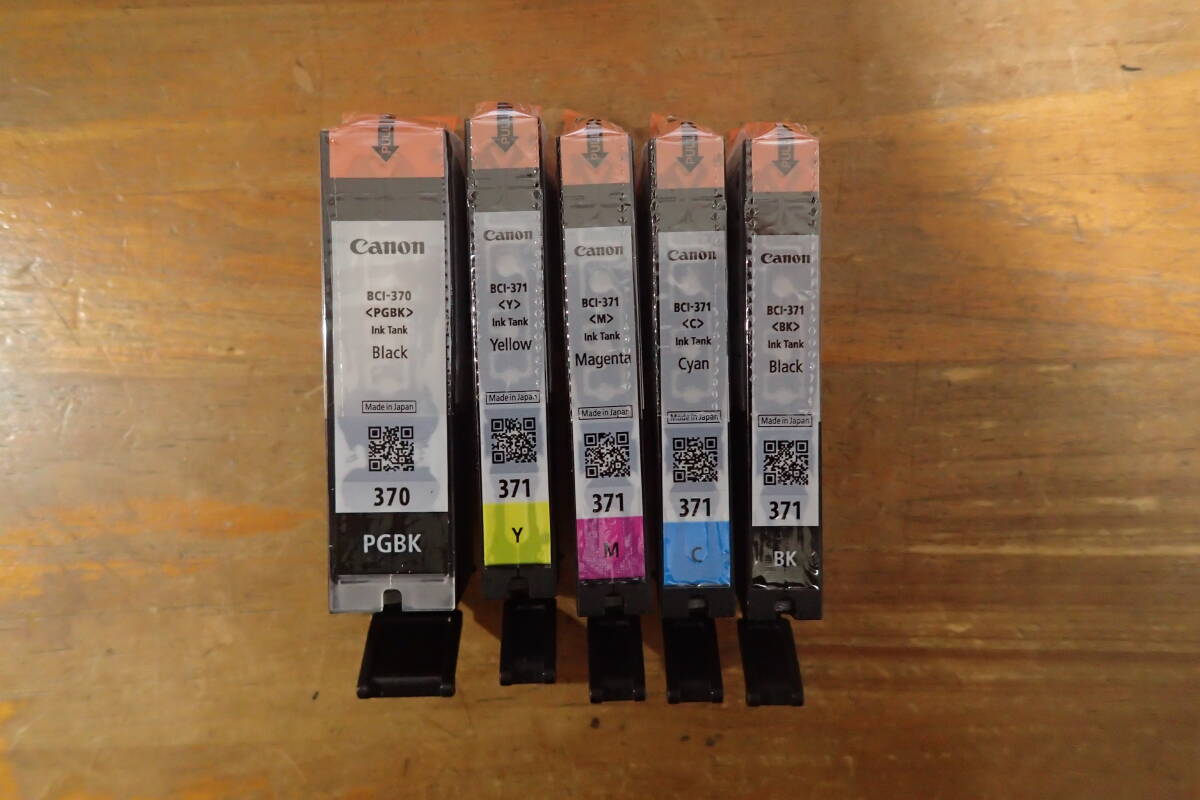 PULL
Canon
BCI-370
<PGBK>
Ink Tank
Black
Made in Japan
370
PGBK
PULL
Canon
BCI-371
<Y>
Ink Tank
Yellow
Made in Japan
371
Y
PULL
Canon
BCI-371
<M>
Ink Tank
Magenta
Made in Japan
371
M
PULL
Canon
BCI-371
<C>
Ink Tank
Cyan
Made in Japan
371
C
PULL
Canon
BCI-371
<BK>
Ink Tank
Black
Made in Japan
371
BK